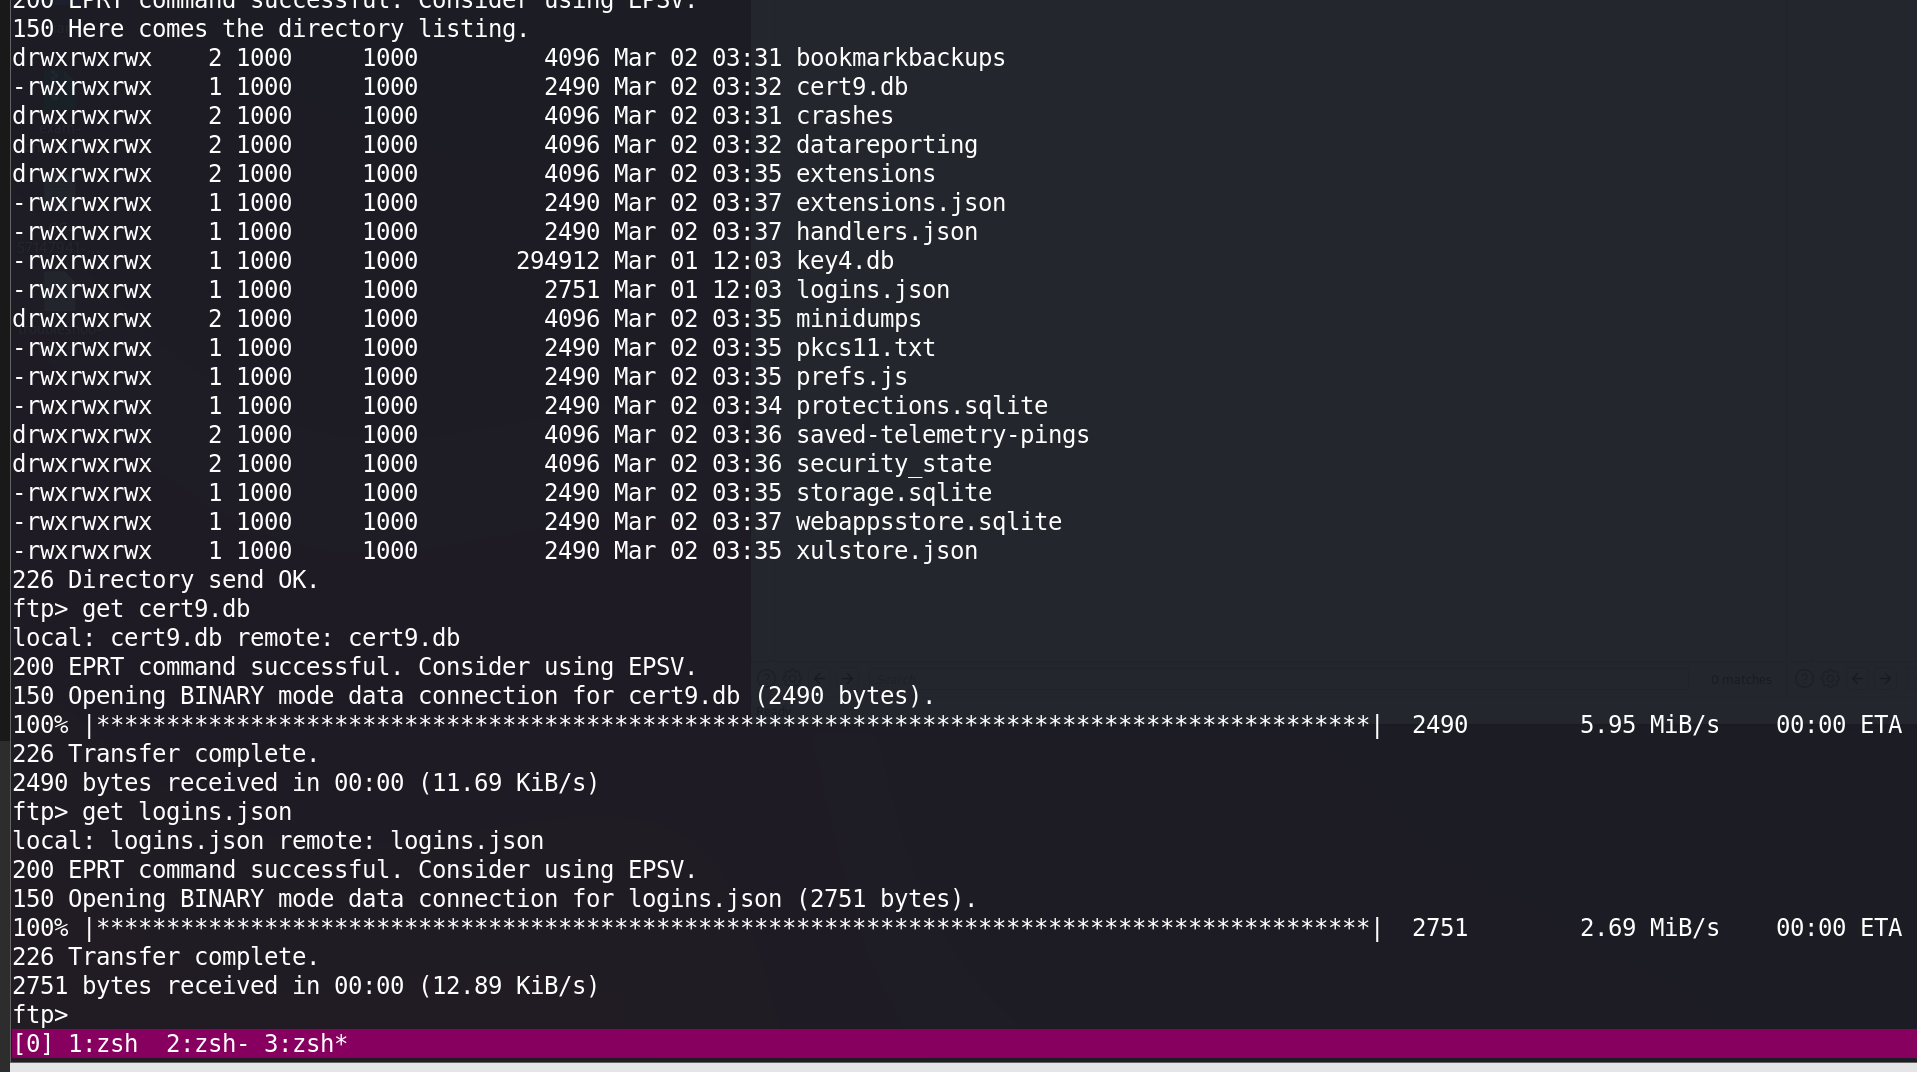 200 EPRT command successful. Consider using EPSV.
150 Here comes the directory listing.
drwxrwxrwx    2 1000     1000         4096 Mar 02 03:31 bookmarkbackups
-rwxrwxrwx    1 1000     1000         2490 Mar 02 03:32 cert9.db
drwxrwxrwx    2 1000     1000         4096 Mar 02 03:31 crashes
drwxrwxrwx    2 1000     1000         4096 Mar 02 03:32 datareporting
drwxrwxrwx    2 1000     1000         4096 Mar 02 03:35 extensions
-rwxrwxrwx    1 1000     1000         2490 Mar 02 03:37 extensions.json
-rwxrwxrwx    1 1000     1000         2490 Mar 02 03:37 handlers.json
-rwxrwxrwx    1 1000     1000       294912 Mar 01 12:03 key4.db
-rwxrwxrwx    1 1000     1000         2751 Mar 01 12:03 logins.json
drwxrwxrwx    2 1000     1000         4096 Mar 02 03:35 minidumps
-rwxrwxrwx    1 1000     1000         2490 Mar 02 03:35 pkcs11.txt
-rwxrwxrwx    1 1000     1000         2490 Mar 02 03:35 prefs.js
-rwxrwxrwx    1 1000     1000         2490 Mar 02 03:34 protections.sqlite
drwxrwxrwx    2 1000     1000         4096 Mar 02 03:36 saved-telemetry-pings
drwxrwxrwx    2 1000     1000         4096 Mar 02 03:36 security_state
-rwxrwxrwx    1 1000     1000         2490 Mar 02 03:35 storage.sqlite
-rwxrwxrwx    1 1000     1000         2490 Mar 02 03:37 webappsstore.sqlite
-rwxrwxrwx    1 1000     1000         2490 Mar 02 03:35 xulstore.json
226 Directory send OK.
ftp> get cert9.db
local: cert9.db remote: cert9.db
200 EPRT command successful. Consider using EPSV.
0 matches
150 Opening BINARY mode data connection for cert9.db (2490 bytes).
100% |*******************************************************************************************|  2490        5.95 MiB/s    00:00 ETA
226 Transfer complete.
2490 bytes received in 00:00 (11.69 KiB/s)
ftp> get logins.json
local: logins.json remote: logins.json
200 EPRT command successful. Consider using EPSV.
150 Opening BINARY mode data connection for logins.json (2751 bytes).
100% |*******************************************************************************************|  2751        2.69 MiB/s    00:00 ETA
226 Transfer complete.
2751 bytes received in 00:00 (12.89 KiB/s)
ftp>
[0] 1:zsh  2:zsh- 3:zsh*